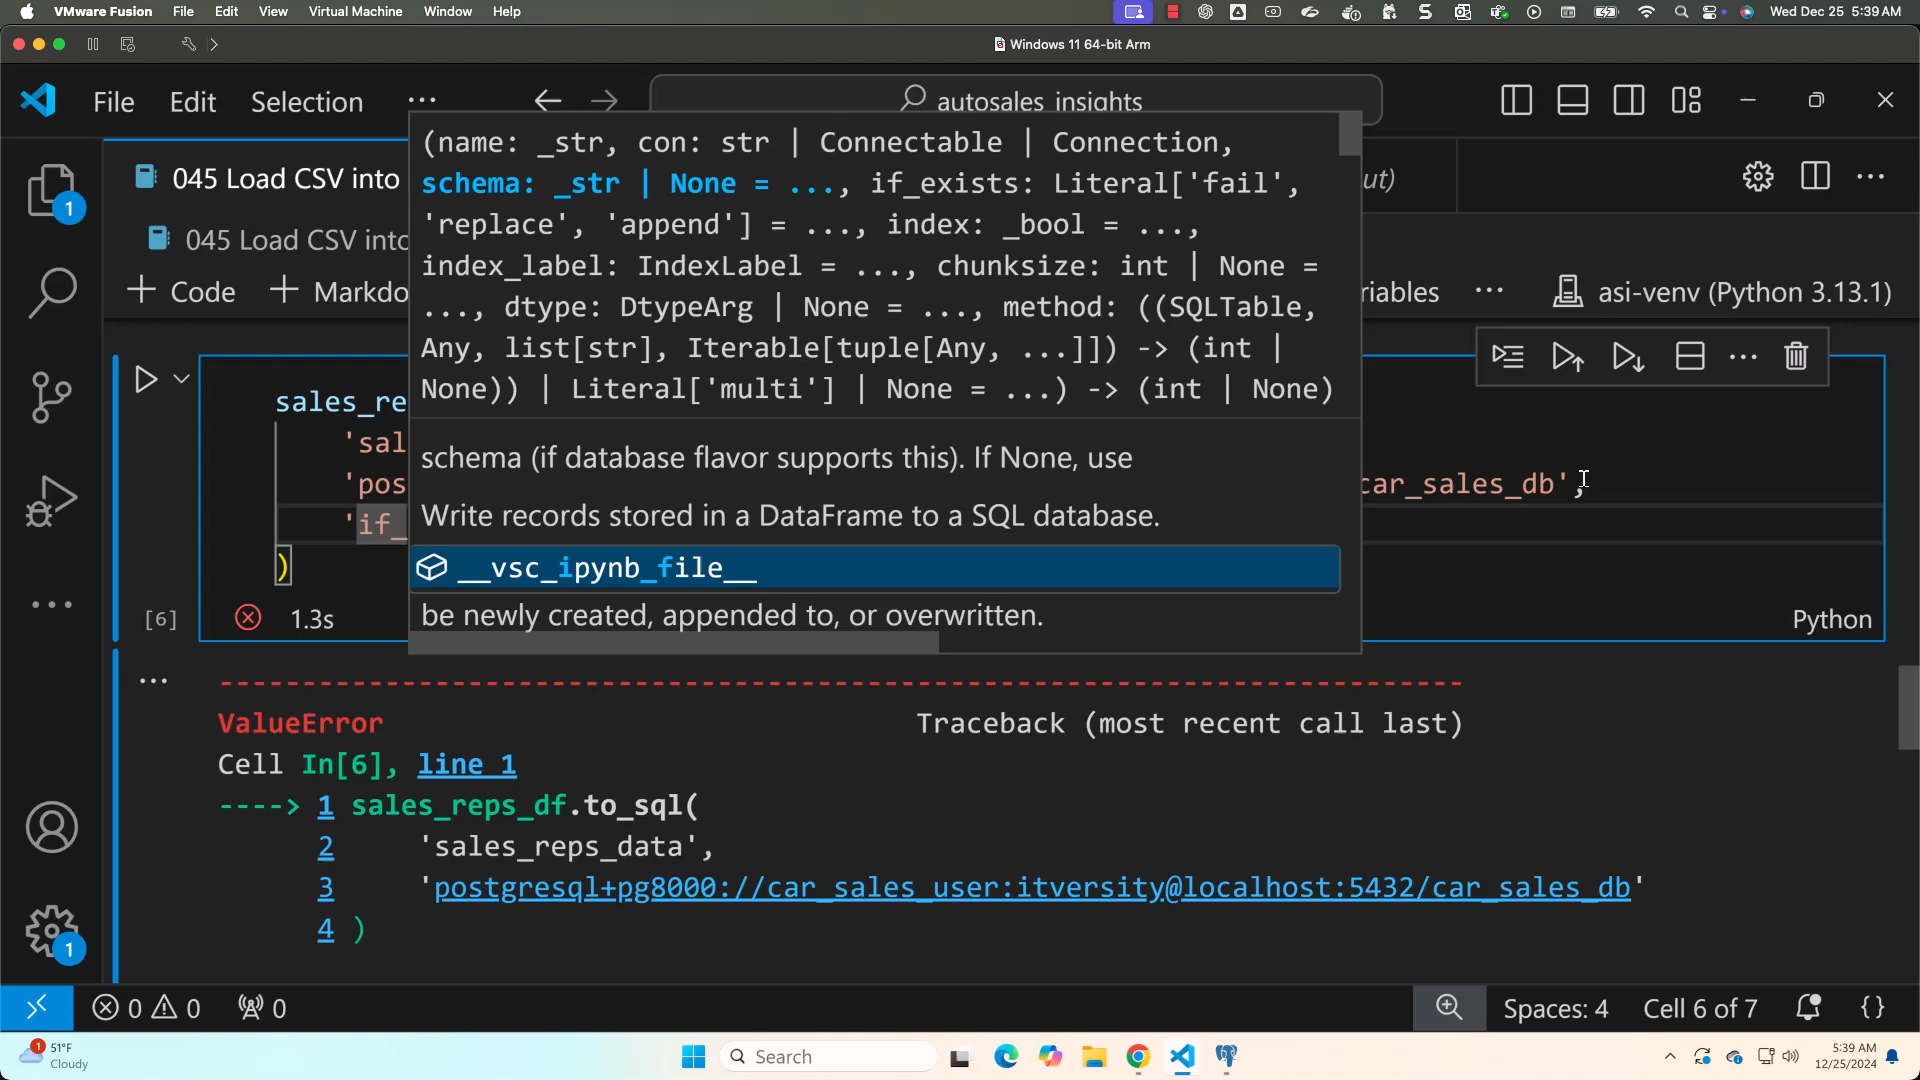 VMware Fusion File Edit View Virtual Machine Window Help Wed Dec 25 5:39 AM
Windows 11 64-bit Arm
File Edit Selection ··· autosales_insights
045 Load CSV into
045 Load CSV into
+ Code + Markdo
riables ··· asi-venv (Python 3.13.1)
(name: _str, con: str | Connectable | Connection,
schema: _str | None = ..., if_exists: Literal['fail',
'replace', 'append'] = ..., index: _bool = ...,
index_label: IndexLabel = ..., chunksize: int | None =
..., dtype: DtypeArg | None = ..., method: ((SQLTable,
Any, list[str], Iterable[tuple[Any, ...]]) -> (int |
None)) | Literal['multi'] | None = ...) -> (int | None)
schema (if database flavor supports this). If None, use
Write records stored in a DataFrame to a SQL database.
__vsc_ipynb_file__
be newly created, appended to, or overwritten.
sales_re
'sal
'pos car_sales_db',
'if_
)
[6] 1.3s Python
ValueError Traceback (most recent call last)
Cell In[6], line 1
----> 1 sales_reps_df.to_sql(
2 'sales_reps_data',
3 'postgresql+pg8000://car_sales_user:itversity@localhost:5432/car_sales_db'
4 )
0 0 0 Spaces: 4 Cell 6 of 7 {}
1 51°F
Cloudy
Search
5:39 AM
12/25/2024